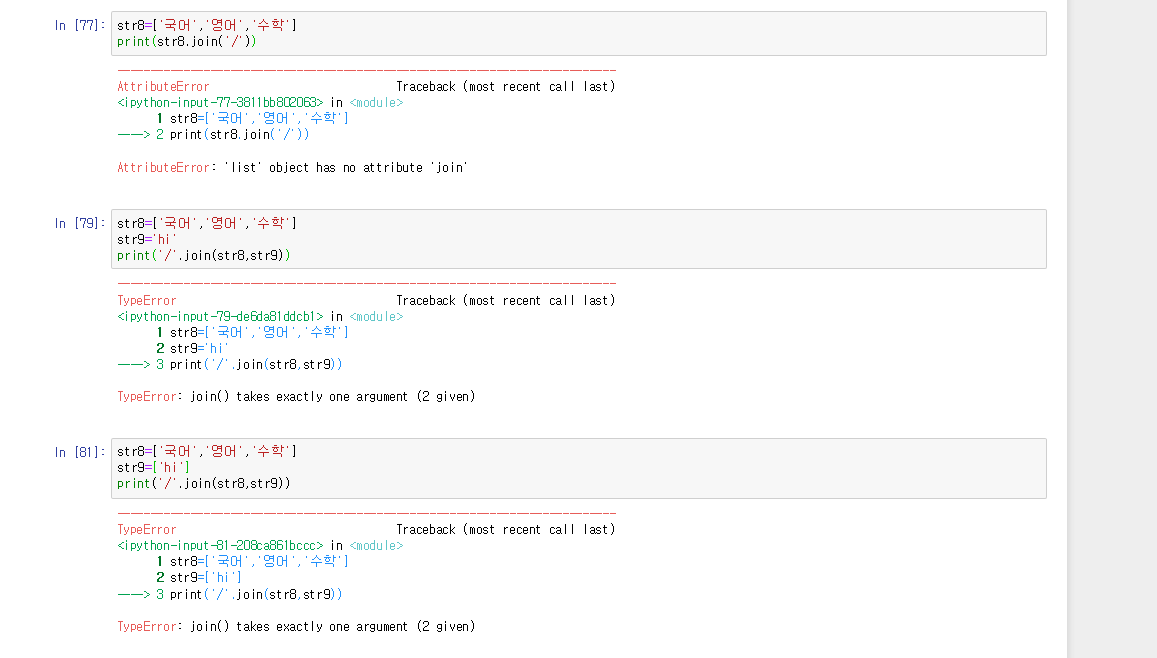 In [77]: str8=['국어','영어','수학']
print(str8.join('/'))
AttributeError Traceback (most recent call last)
<ipython-input-77-3811bb802063> in <module>
1 str8=['국어','영어','수학']
----> 2 print(str8.join('/'))
AttributeError: 'list' object has no attribute 'join'
In [79]: str8=['국어','영어','수학']
str9='hi'
print('/'.join(str8,str9))
TypeError Traceback (most recent call last)
<ipython-input-79-de6da81ddcb1> in <module>
1 str8=['국어','영어','수학']
2 str9='hi'
----> 3 print('/'.join(str8,str9))
TypeError: join() takes exactly one argument (2 given)
In [81]: str8=['국어','영어','수학']
str9=['hi']
print('/'.join(str8,str9))
TypeError Traceback (most recent call last)
<ipython-input-81-208ca861bccc> in <module>
1 str8=['국어','영어','수학']
2 str9=['hi']
----> 3 print('/'.join(str8,str9))
TypeError: join() takes exactly one argument (2 given)